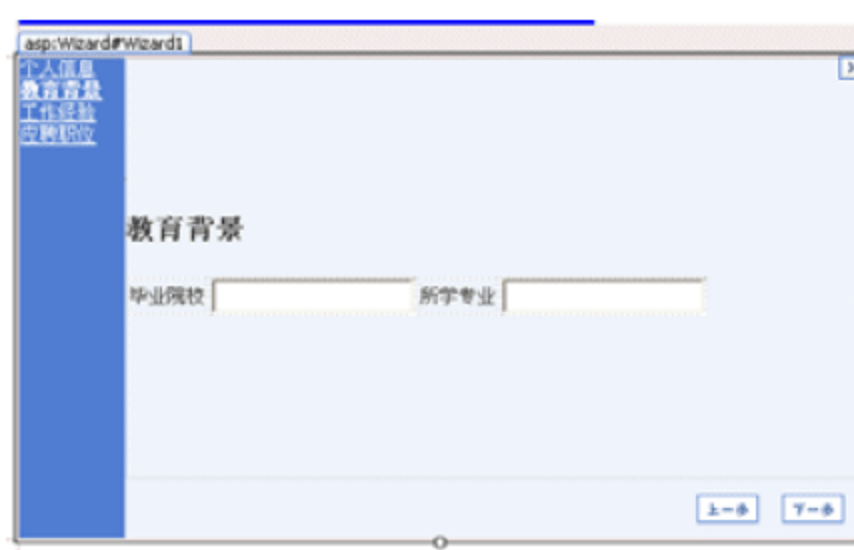 asp:Wizard#Wizard1
个人信息
教育背景
工作经验
应聘职位
教育背景
毕业院校 所学专业
上一步 下一步